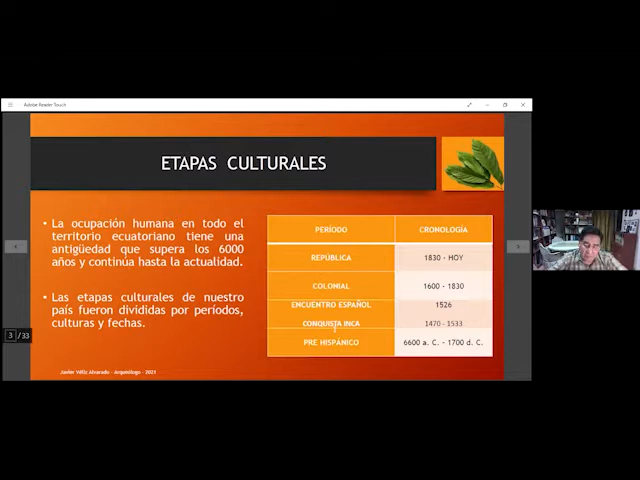 Adobe Reader Touch
ETAPAS CULTURALES
• La ocupación humana en todo el
territorio ecuatoriano tiene una
antigüedad que supera los 6000
años y continúa hasta la actualidad.
• Las etapas culturales de nuestro
país fueron divididas por períodos,
culturas y fechas.
PERÍODO CRONOLOGÍA
REPÚBLICA 1830 - HOY
COLONIAL 1600 - 1830
ENCUENTRO ESPAÑOL 1526
CONQUISTA INCA 1470 - 1533
PRE HISPÁNICO 6600 a. C. - 1700 d. C.
3 / 33
Javier Véliz Alvarado - Arqueólogo - 2021